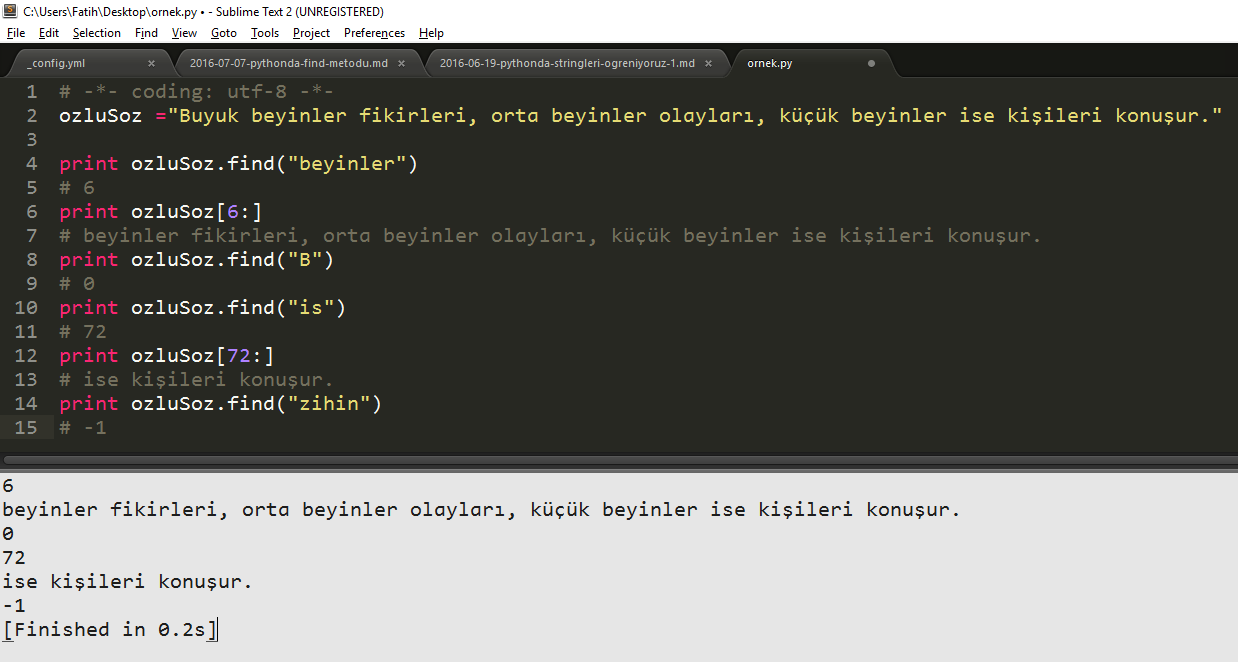 C:\Users\Fatih\Desktop\ornek.py • - Sublime Text 2 (UNREGISTERED)
File Edit Selection Find View Goto Tools Project Preferences Help
_config.yml × 2016-07-07-pythonda-find-metodu.md × 2016-06-19-pythonda-stringleri-ogreniyoruz-1.md × ornek.py
1 # -*- coding: utf-8 -*-
2 ozluSoz ="Buyuk beyinler fikirleri, orta beyinler olayları, küçük beyinler ise kişileri konuşur."
3
4 print ozluSoz.find("beyinler")
5 # 6
6 print ozluSoz[6:]
7 # beyinler fikirleri, orta beyinler olayları, küçük beyinler ise kişileri konuşur.
8 print ozluSoz.find("B")
9 # 0
10 print ozluSoz.find("is")
11 # 72
12 print ozluSoz[72:]
13 # ise kişileri konuşur.
14 print ozluSoz.find("zihin")
15 # -1
6
beyinler fikirleri, orta beyinler olayları, küçük beyinler ise kişileri konuşur.
0
72
ise kişileri konuşur.
-1
[Finished in 0.2s]